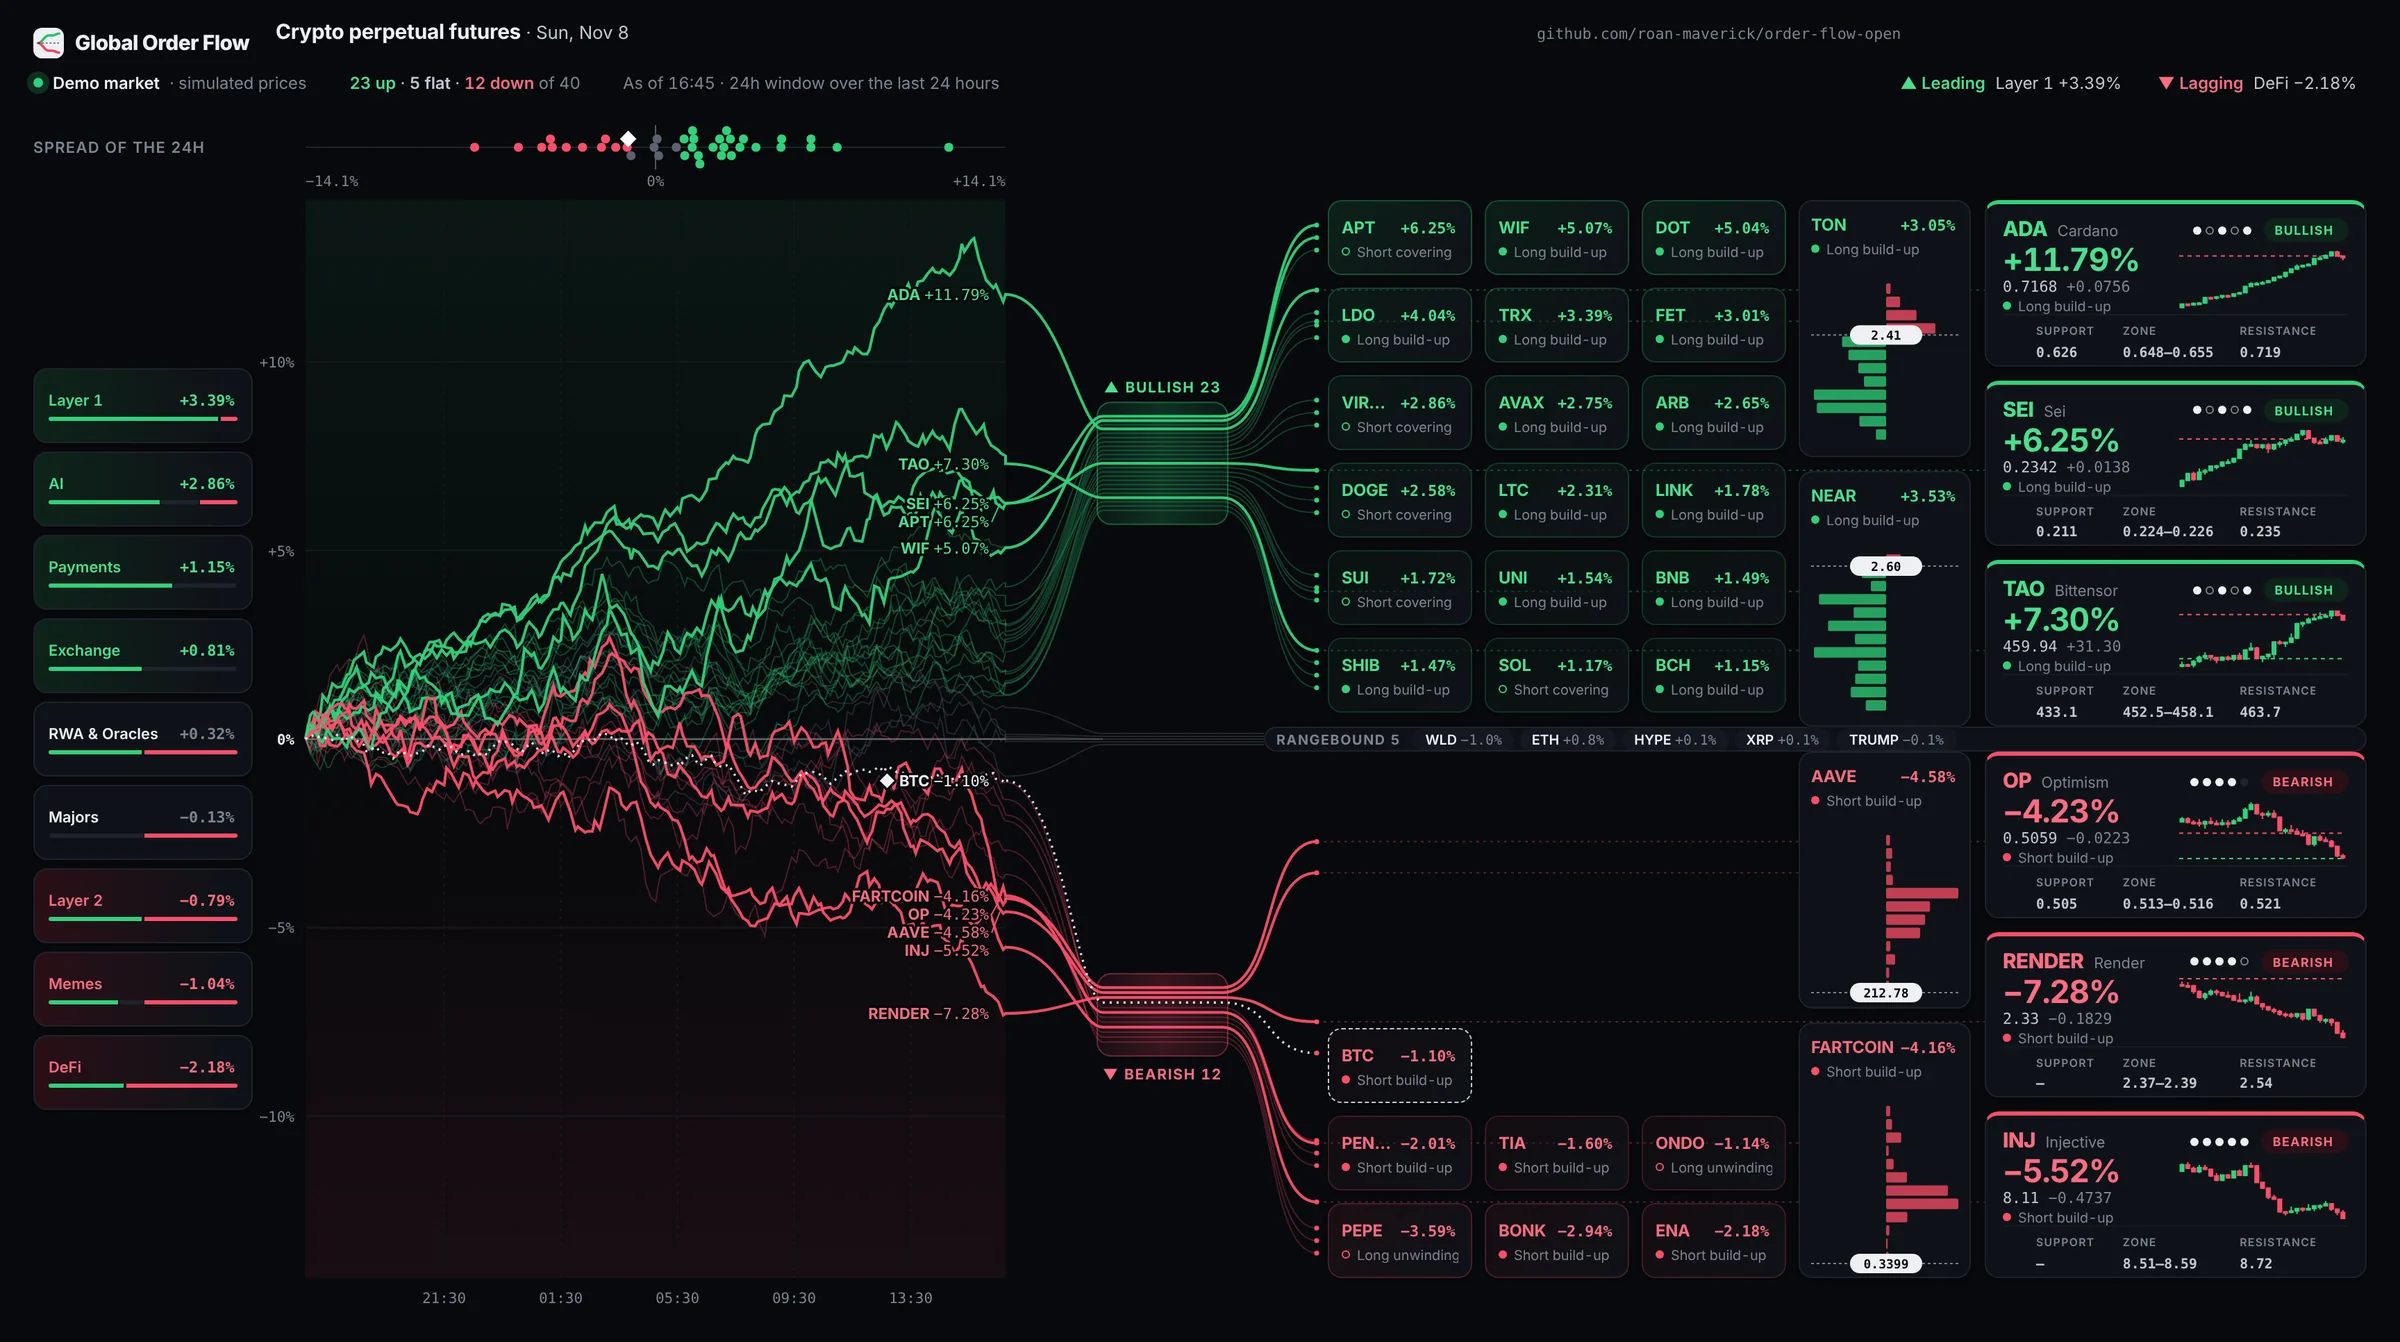 Global Order Flow
Crypto perpetual futures · Sun, Nov 8
github.com/roan-maverick/order-flow-open
Demo market · simulated prices
23 up · 5 flat · 12 down of 40
As of 16:45 · 24h window over the last 24 hours
▲ Leading Layer 1 +3.39%
▼ Lagging DeFi −2.18%
SPREAD OF THE 24H
−14.1%
0%
+14.1%
Layer 1 +3.39%
AI +2.86%
Payments +1.15%
Exchange +0.81%
RWA & Oracles +0.32%
Majors −0.13%
Layer 2 −0.79%
Memes −1.04%
DeFi −2.18%
+10%
+5%
0%
−5%
−10%
ADA +11.79%
TAO +7.30%
SEI +6.25%
APT +6.25%
WIF +5.07%
BTC −1.10%
FARTCOIN −4.16%
OP −4.23%
AAVE −4.58%
INJ −5.52%
RENDER −7.28%
21:30
01:30
05:30
09:30
13:30
▲ BULLISH 23
▼ BEARISH 12
APT +6.25%
Short covering
WIF +5.07%
Long build-up
DOT +5.04%
Long build-up
LDO +4.04%
Long build-up
TRX +3.39%
Long build-up
FET +3.01%
Long build-up
VIR… +2.86%
Short covering
AVAX +2.75%
Long build-up
ARB +2.65%
Long build-up
DOGE +2.58%
Short covering
LTC +2.31%
Long build-up
LINK +1.78%
Long build-up
SUI +1.72%
Short covering
UNI +1.54%
Long build-up
BNB +1.49%
Long build-up
SHIB +1.47%
Long build-up
SOL +1.17%
Short covering
BCH +1.15%
Long build-up
TON +3.05%
Long build-up
2.41
NEAR +3.53%
Long build-up
2.60
RANGEBOUND 5 WLD −1.0% ETH +0.8% HYPE +0.1% XRP +0.1% TRUMP −0.1%
BTC −1.10%
Short build-up
PEN… −2.01%
Short build-up
TIA −1.60%
Short build-up
ONDO −1.14%
Long unwinding
PEPE −3.59%
Long unwinding
BONK −2.94%
Short build-up
ENA −2.18%
Short build-up
AAVE −4.58%
Short build-up
212.78
FARTCOIN −4.16%
Short build-up
0.3399
ADA Cardano BULLISH
+11.79%
0.7168 +0.0756
Long build-up
SUPPORT ZONE RESISTANCE
0.626 0.648–0.655 0.719
SEI Sei BULLISH
+6.25%
0.2342 +0.0138
Long build-up
SUPPORT ZONE RESISTANCE
0.211 0.224–0.226 0.235
TAO Bittensor BULLISH
+7.30%
459.94 +31.30
Long build-up
SUPPORT ZONE RESISTANCE
433.1 452.5–458.1 463.7
OP Optimism BEARISH
−4.23%
0.5059 −0.0223
Short build-up
SUPPORT ZONE RESISTANCE
0.505 0.513–0.516 0.521
RENDER Render BEARISH
−7.28%
2.33 −0.1829
Short build-up
SUPPORT ZONE RESISTANCE
– 2.37–2.39 2.54
INJ Injective BEARISH
−5.52%
8.11 −0.4737
Short build-up
SUPPORT ZONE RESISTANCE
– 8.51–8.59 8.72